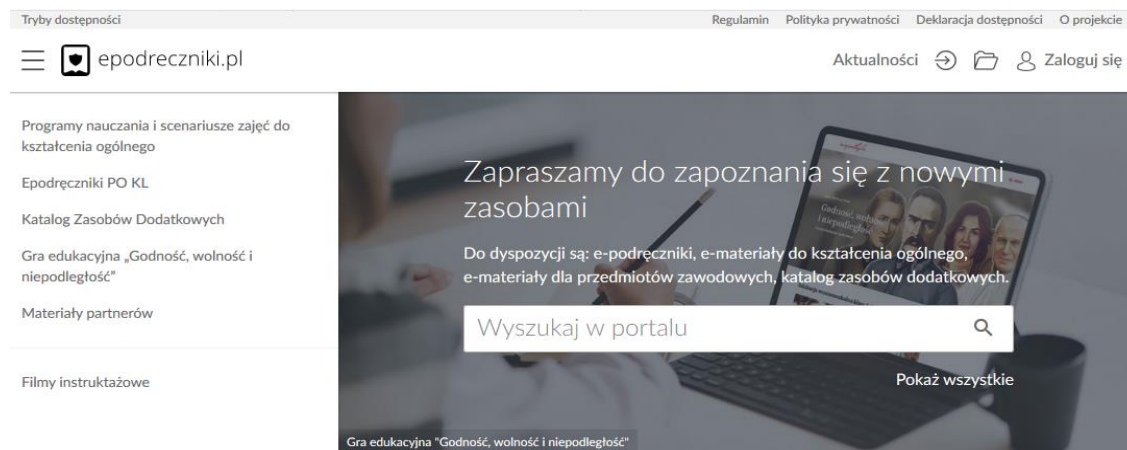 Tryby dostępności
Regulamin Polityka prywatności Deklaracja dostępności O projekcie
epodreczniki.pl
Aktualności Zaloguj się
Programy nauczania i scenariusze zajęć do
kształcenia ogólnego
Epodręczniki PO KL
Katalog Zasobów Dodatkowych
Gra edukacyjna „Godność, wolność i
niepodległość”
Materiały partnerów
Filmy instruktażowe
Zapraszamy do zapoznania się z nowymi
zasobami
Do dyspozycji są: e-podręczniki, e-materiały do kształcenia ogólnego,
e-materiały dla przedmiotów zawodowych, katalog zasobów dodatkowych.
Wyszukaj w portalu
Pokaż wszystkie
Godność, wolność
i niepodległość
Gra edukacyjna "Godność, wolność i niepodległość"